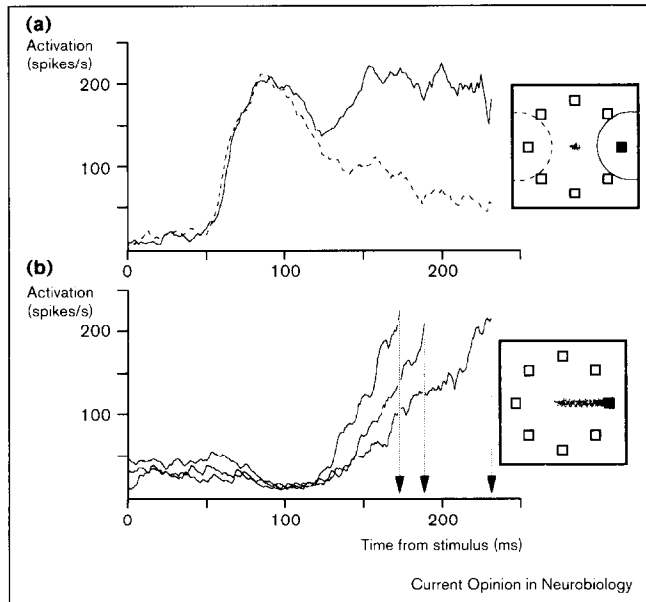 (a)
Activation
(spikes/s)
200
100
0
100
200
(b)
Activation
(spikes/s)
200
100
0
100
200
Time from stimulus (ms)
Current Opinion in Neurobiology